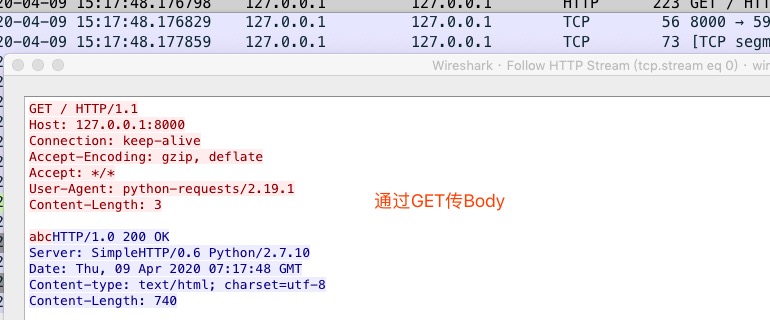 20-04-09 15:17:48.176798 127.0.0.1 127.0.0.1 HTTP 223 GET / HTT
20-04-09 15:17:48.176829 127.0.0.1 127.0.0.1 TCP 56 8000 → 59
20-04-09 15:17:48.177859 127.0.0.1 127.0.0.1 TCP 73 [TCP segm
Wireshark · Follow HTTP Stream (tcp.stream eq 0) · wir
GET / HTTP/1.1
Host: 127.0.0.1:8000
Connection: keep-alive
Accept-Encoding: gzip, deflate
Accept: */*
User-Agent: python-requests/2.19.1
通过GET传Body
Content-Length: 3
abcHTTP/1.0 200 OK
Server: SimpleHTTP/0.6 Python/2.7.10
Date: Thu, 09 Apr 2020 07:17:48 GMT
Content-type: text/html; charset=utf-8
Content-Length: 740